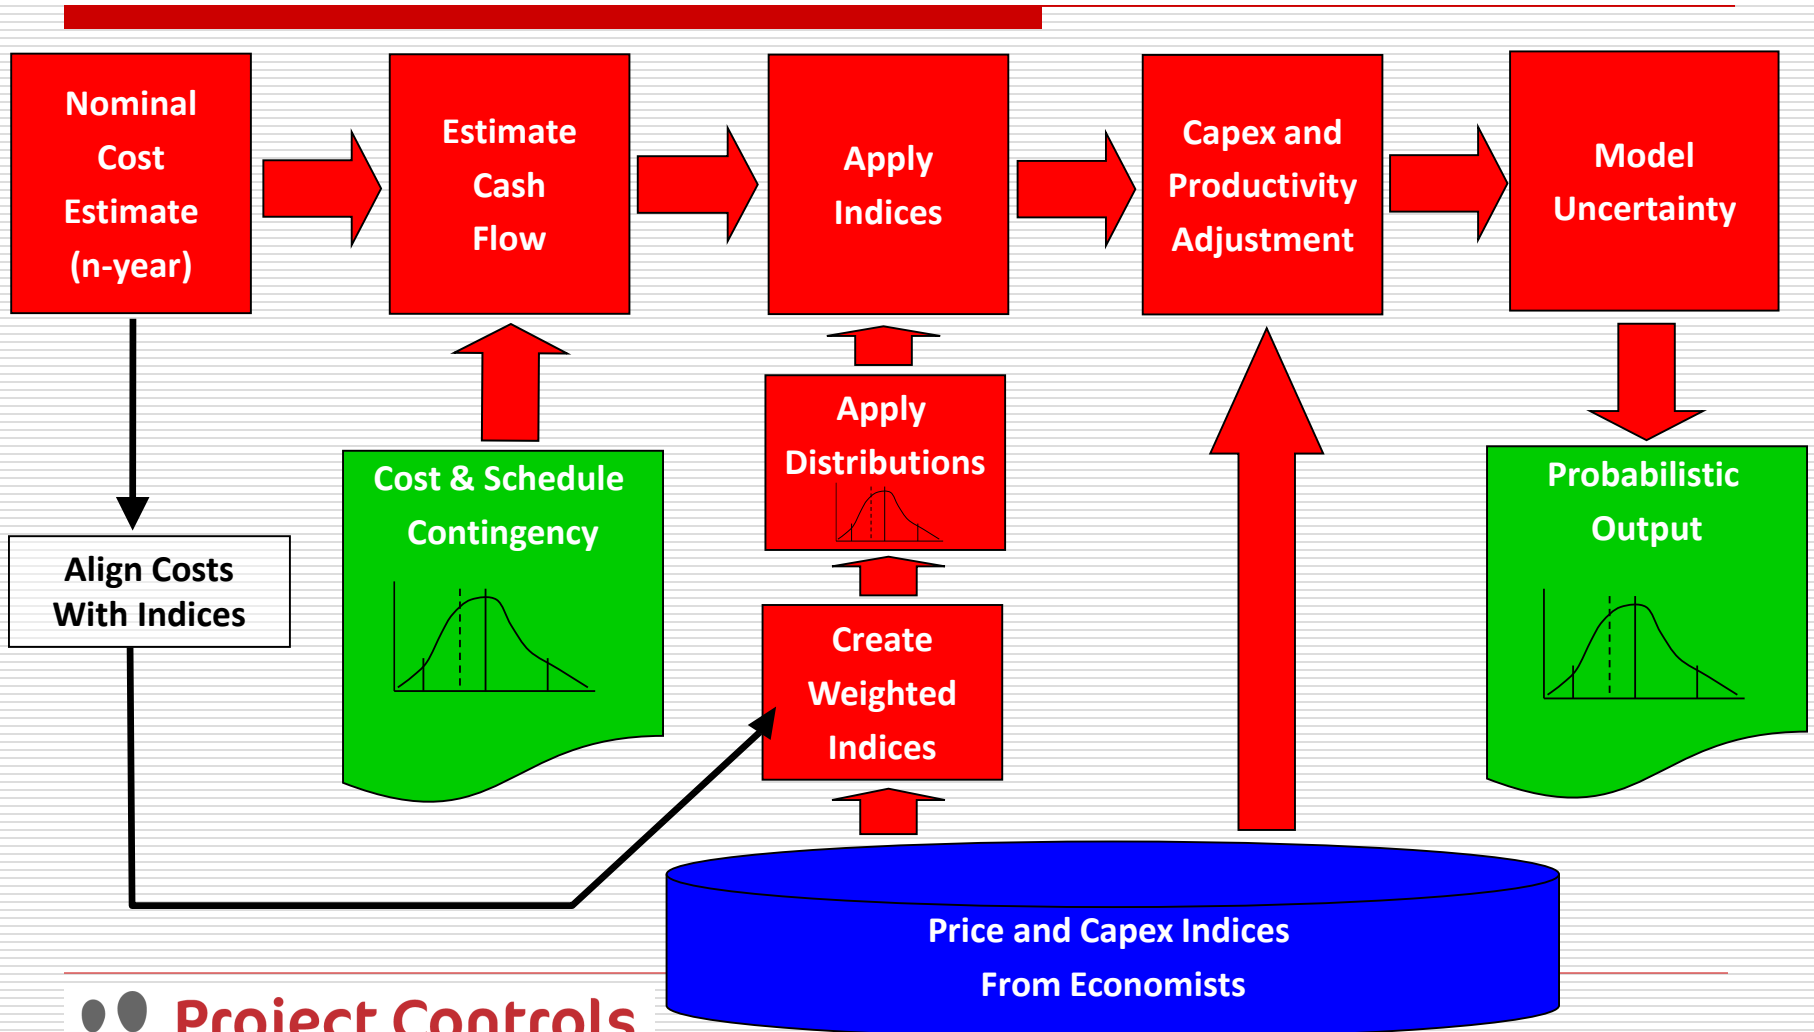 Nominal
Cost
Estimate
(n-year)
Estimate
Cash
Flow
Apply
Indices
Capex and
Productivity
Adjustment
Model
Uncertainty
Cost & Schedule
Contingency
Apply
Distributions
Probabilistic
Output
Align Costs
With Indices
Create
Weighted
Indices
Price and Capex Indices
From Economists
Project Controls